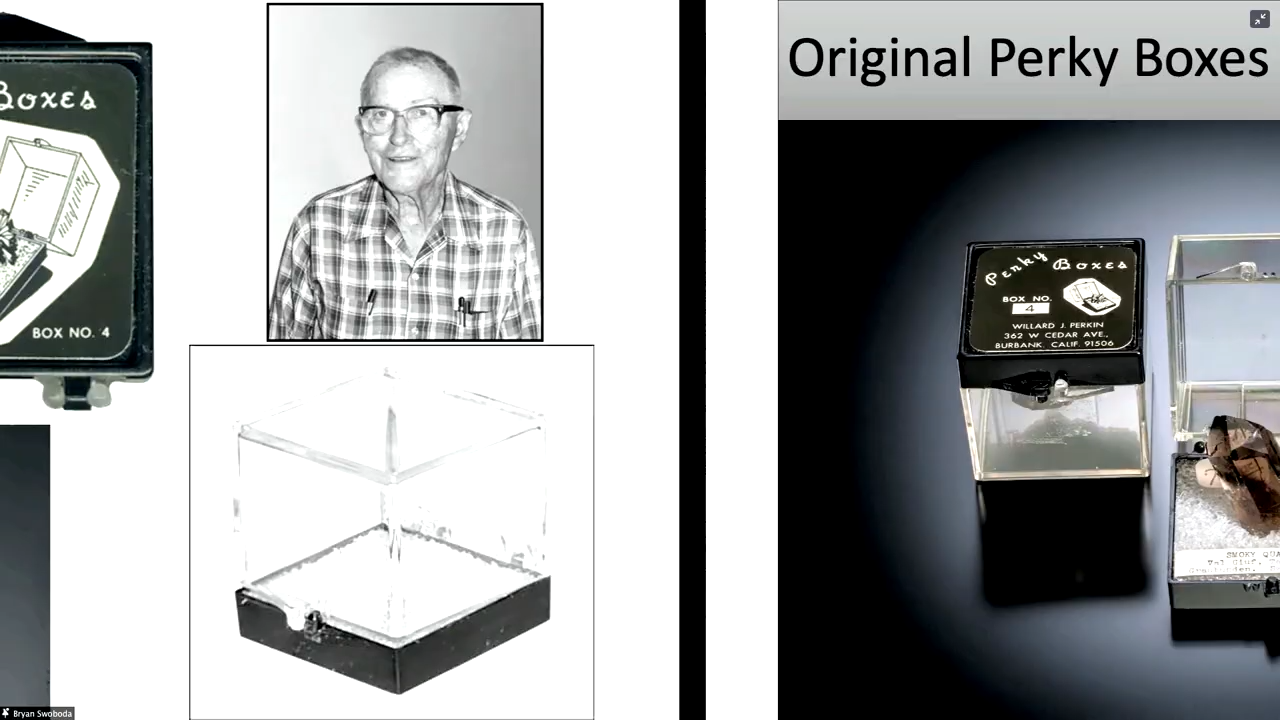 Boxes
BOX NO. 4
Original Perky Boxes
Perky Boxes
BOX NO.
4
WILLARD J. PERKIN
362 W CEDAR AVE.,
BURBANK, CALIF. 91506
SMOKY QUA
Bryan Swoboda